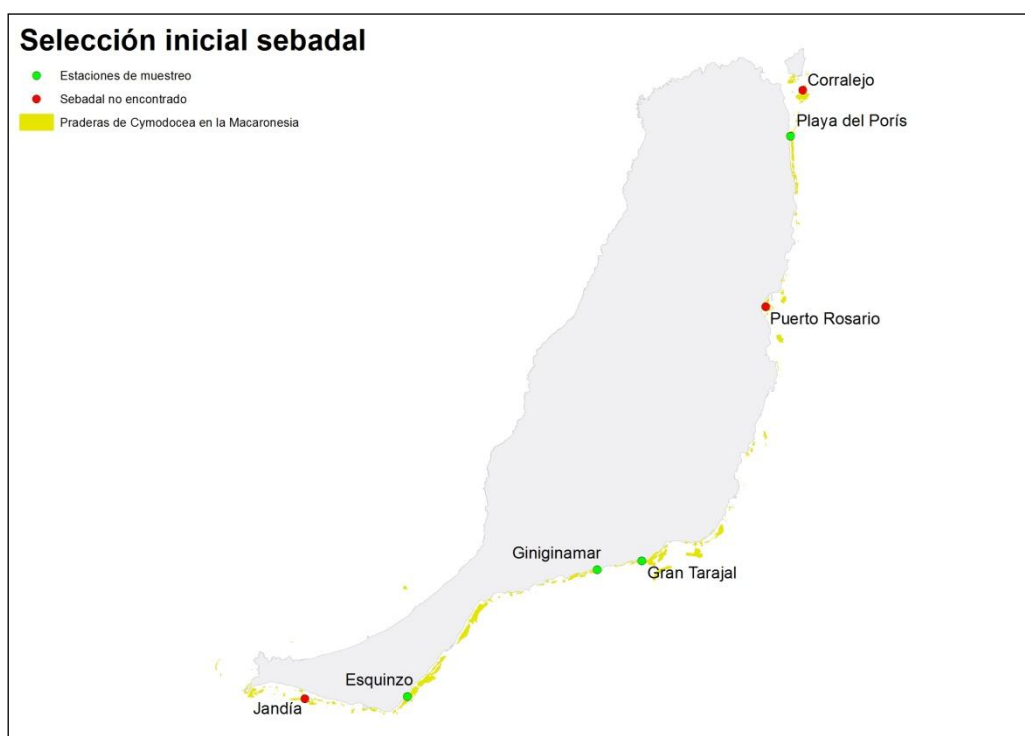 Selección inicial sebadal
Estaciones de muestreo
Sebadal no encontrado
Praderas de Cymodocea en la Macaronesia
Corralejo
Playa del Porís
Puerto Rosario
Giniginamar
Gran Tarajal
Esquinzo
Jandía